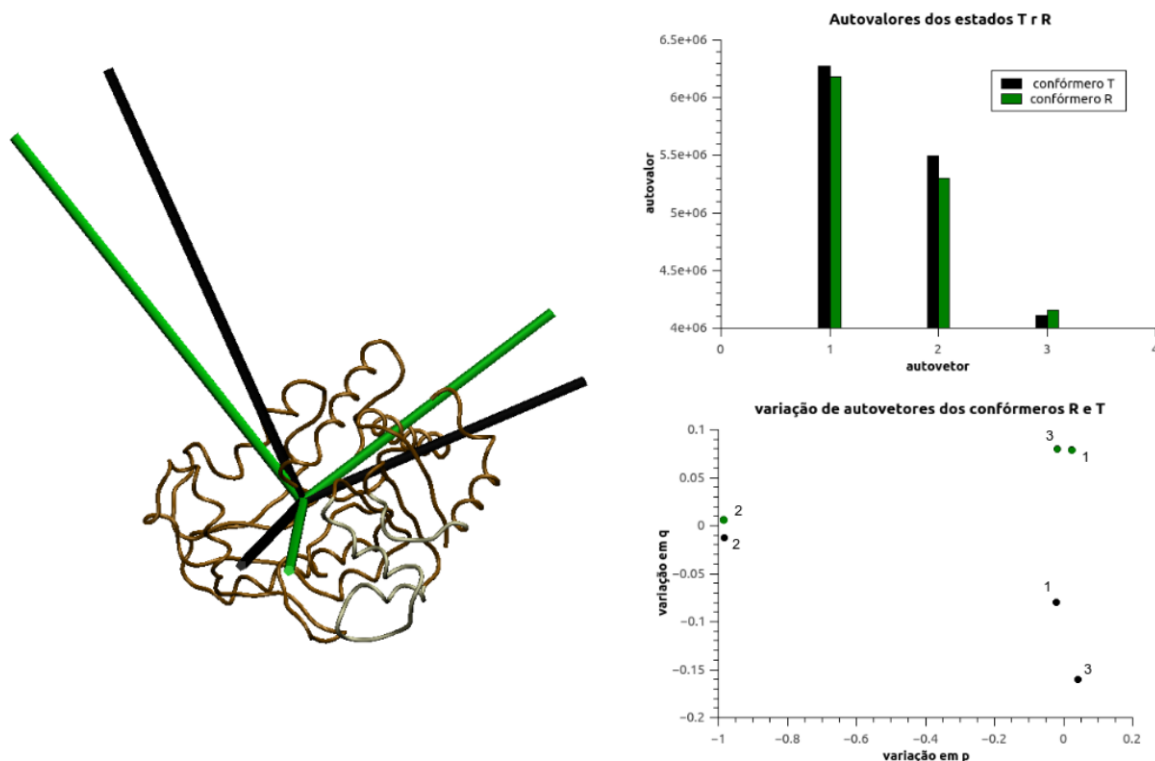 Autovalores dos estados T r R
6.5e+06
6e+06
5.5e+06
5e+06
4.5e+06
4e+06
autovalor
confórmero T
confórmero R
0
1
2
3
4
autovetor
variação de autovetores dos confórmeros R e T
0.1
0.05
0
−0.05
−0.1
−0.15
−0.2
variação em q
3
1
2
2
1
3
−1
−0.8
−0.6
−0.4
−0.2
0
0.2
variação em p